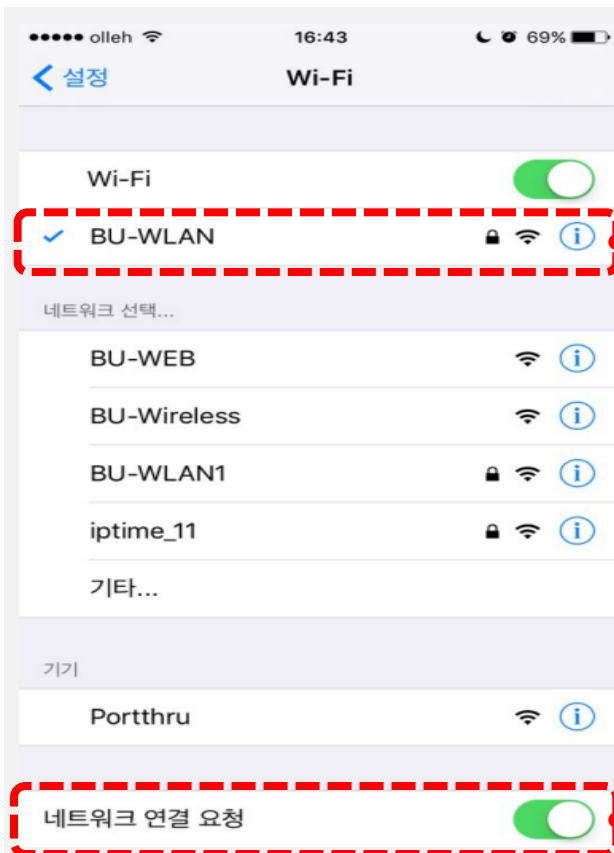 olleh 16:43 69%
설정 Wi-Fi
Wi-Fi
BU-WLAN
네트워크 선택...
BU-WEB
BU-Wireless
BU-WLAN1
iptime_11
기타...
기기
Portthru
네트워크 연결 요청